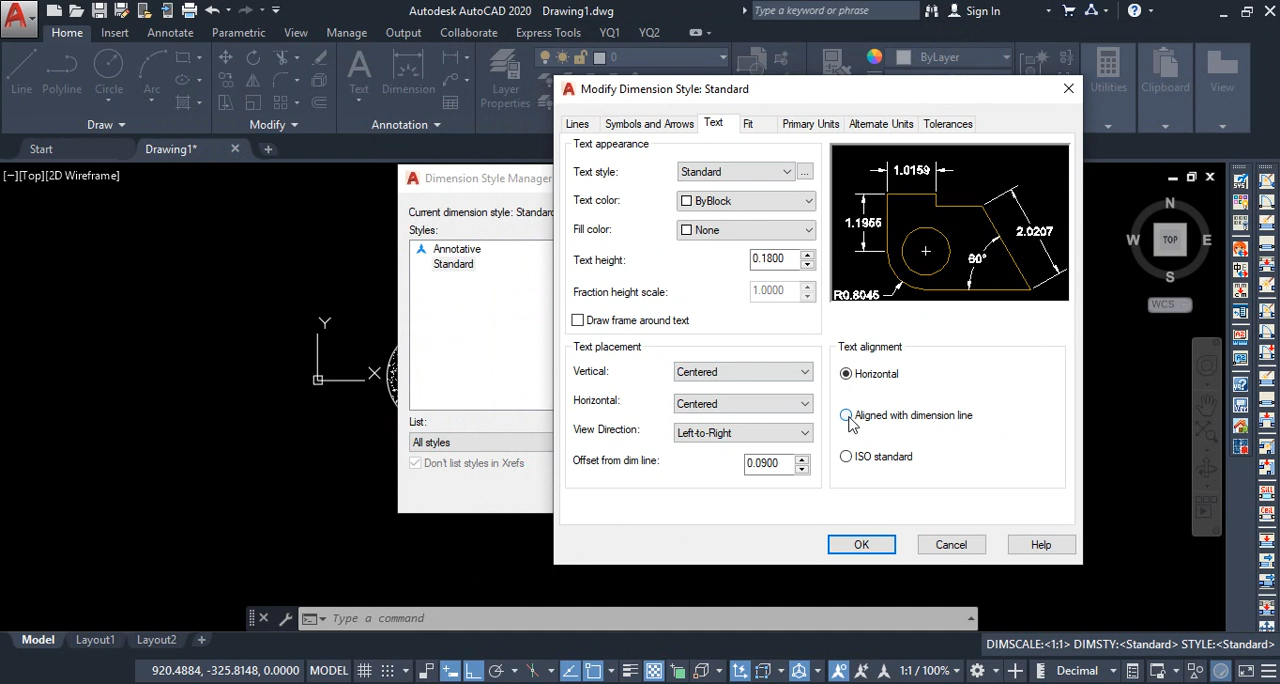 Autodesk AutoCAD 2020 Drawing1.dwg
Type a keyword or phrase
Sign In
Home Insert Annotate Parametric View Manage Output Collaborate Express Tools YQ1 YQ2
Line Polyline Circle Arc
Text Dimension
Layer
Properties
0
ByLayer
Utilities Clipboard View
Draw Modify Annotation
Start Drawing1*
[−][Top][2D Wireframe]
Dimension Style Manager
Current dimension style: Standard
Styles:
Annotative
Standard
List:
All styles
Don't list styles in Xrefs
Modify Dimension Style: Standard
Lines Symbols and Arrows Text Fit Primary Units Alternate Units Tolerances
Text appearance
Text style: Standard ...
Text color: ByBlock
Fill color: None
Text height: 0.1800
Fraction height scale: 1.0000
Draw frame around text
Text placement
Vertical: Centered
Horizontal: Centered
View Direction: Left-to-Right
Offset from dim line: 0.0900
1.0159
1.1955
2.0207
60°
R0.8045
Text alignment
Horizontal
Aligned with dimension line
ISO standard
OK Cancel Help
N
W TOP E
S
WCS
Y
X
Type a command
Model Layout1 Layout2 +
DIMSCALE:<1:1> DIMSTY:<Standard> STYLE:<Standard>
920.4884, -325.8148, 0.0000 MODEL 1:1 / 100% Decimal